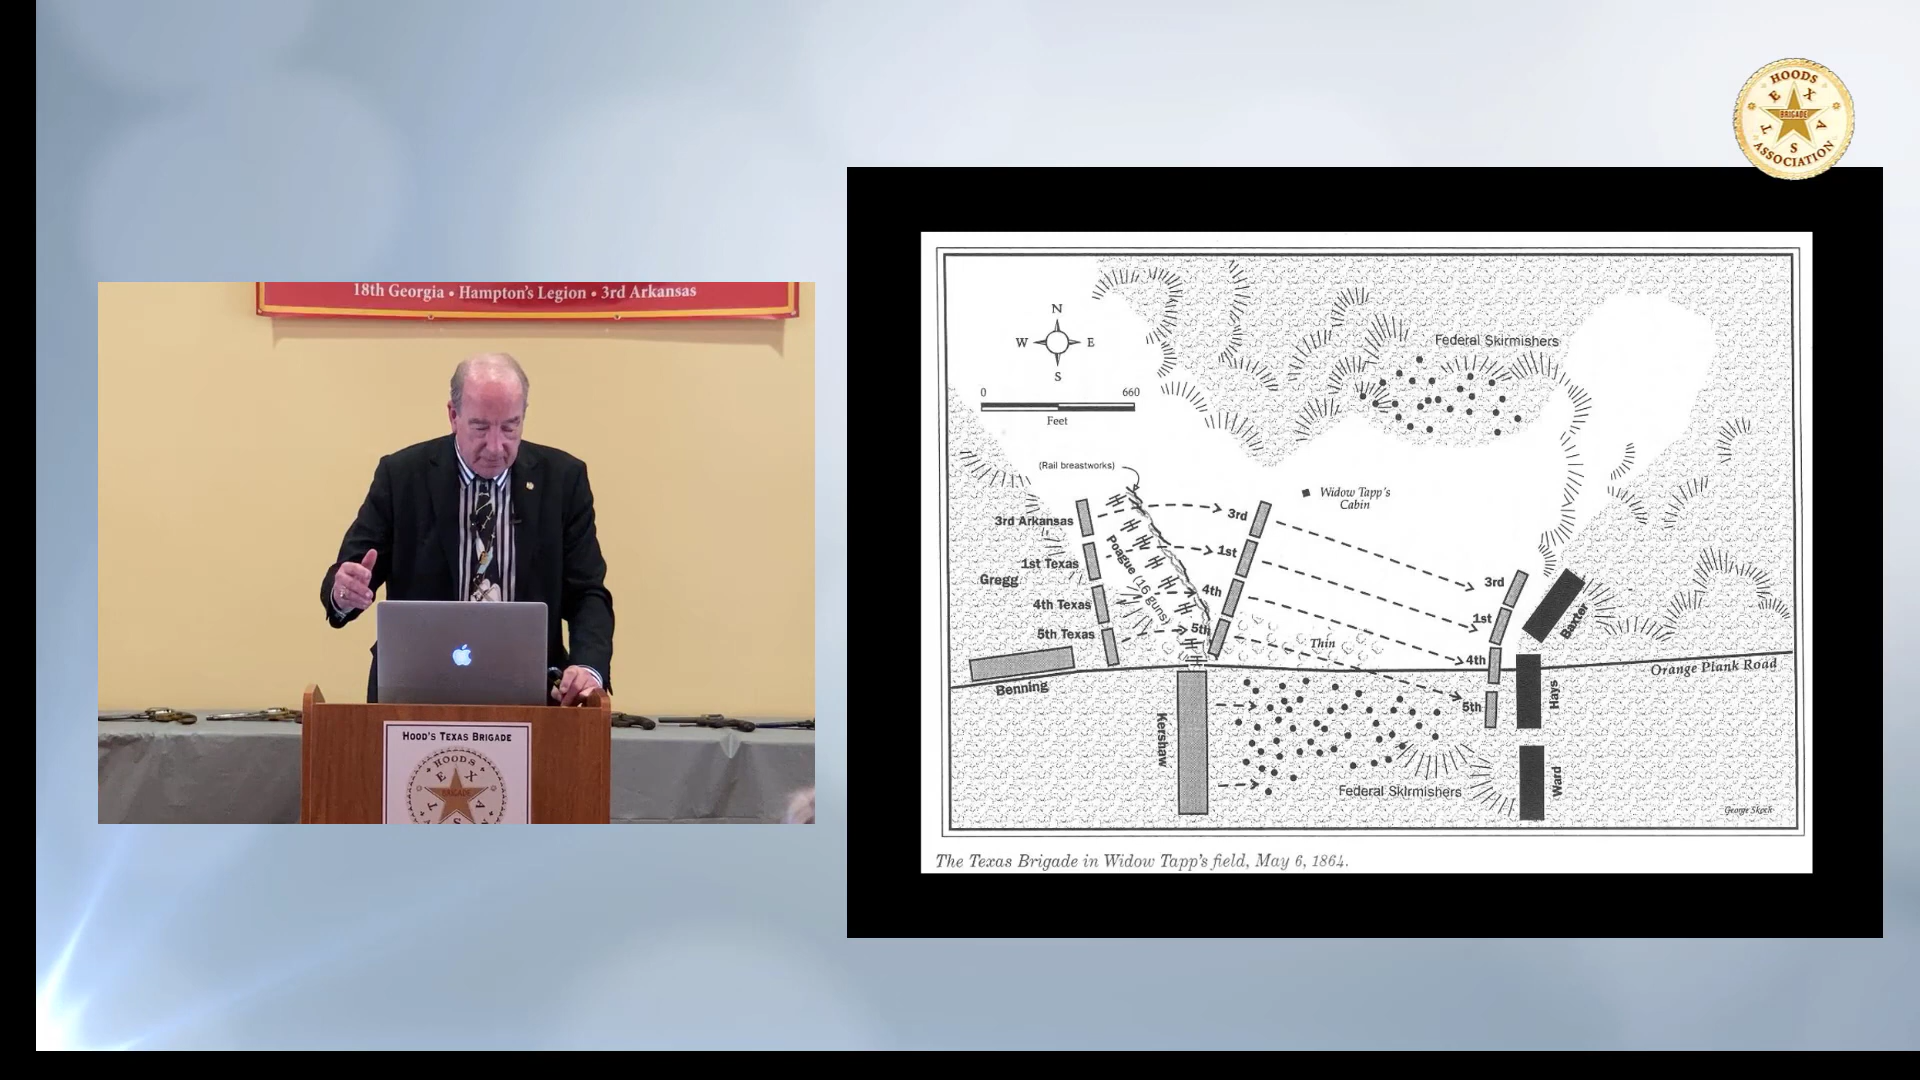 HOODS
TEXAS
BRIGADE
ASSOCIATION
18th Georgia • Hampton's Legion • 3rd Arkansas
HOOD'S TEXAS BRIGADE
HOODS
TEXAS
BRIGADE
N
W E
S
0 660
Feet
Federal Skirmishers
(Rail breastworks)
Widow Tapp's
Cabin
3rd Arkansas
3rd
1st Texas
1st
Gregg
Poague (16 guns)
4th Texas
4th
5th Texas
5th
Thin
3rd
1st
4th
5th
Baxter
Hays
Ward
Orange Plank Road
Benning
Kershaw
Federal Skirmishers
George Skoch
The Texas Brigade in Widow Tapp's field, May 6, 1864.